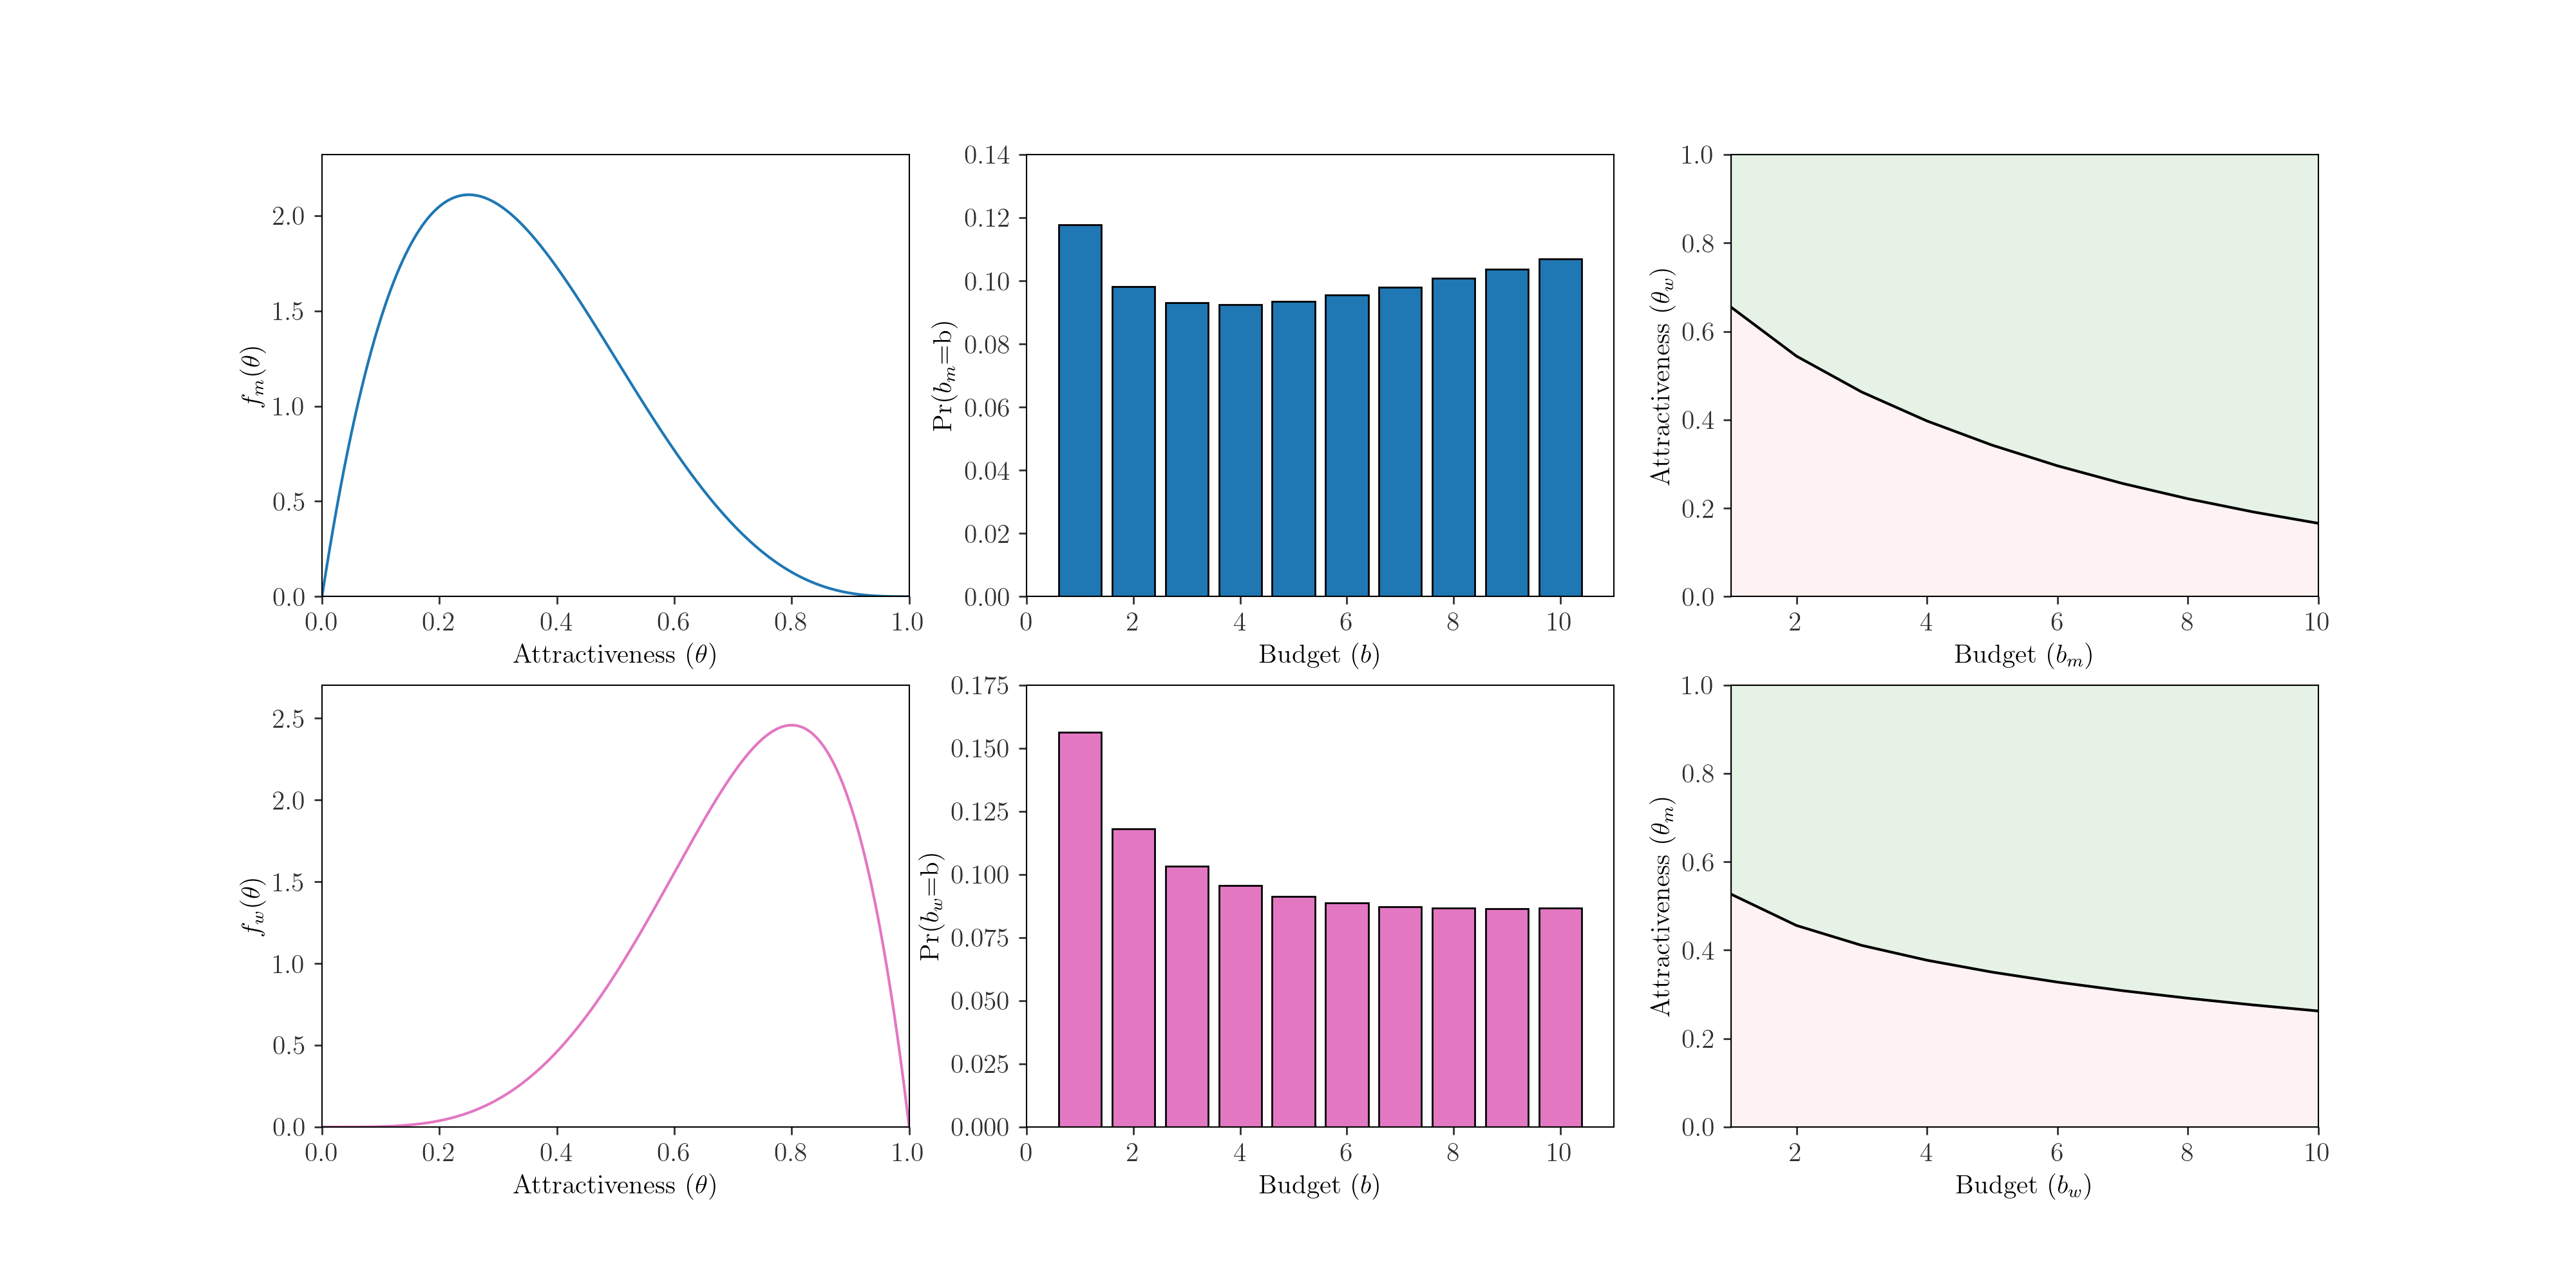 2.0
1.5
1.0
0.5
0.0
f_m(θ)
0.0 0.2 0.4 0.6 0.8 1.0
Attractiveness (θ)
0.14
0.12
0.10
0.08
0.06
0.04
0.02
0.00
Pr(b_m=b)
0 2 4 6 8 10
Budget (b)
1.0
0.8
0.6
0.4
0.2
0.0
Attractiveness (θ_w)
2 4 6 8 10
Budget (b_m)
2.5
2.0
1.5
1.0
0.5
0.0
f_w(θ)
0.0 0.2 0.4 0.6 0.8 1.0
Attractiveness (θ)
0.175
0.150
0.125
0.100
0.075
0.050
0.025
0.000
Pr(b_w=b)
0 2 4 6 8 10
Budget (b)
1.0
0.8
0.6
0.4
0.2
0.0
Attractiveness (θ_m)
2 4 6 8 10
Budget (b_w)